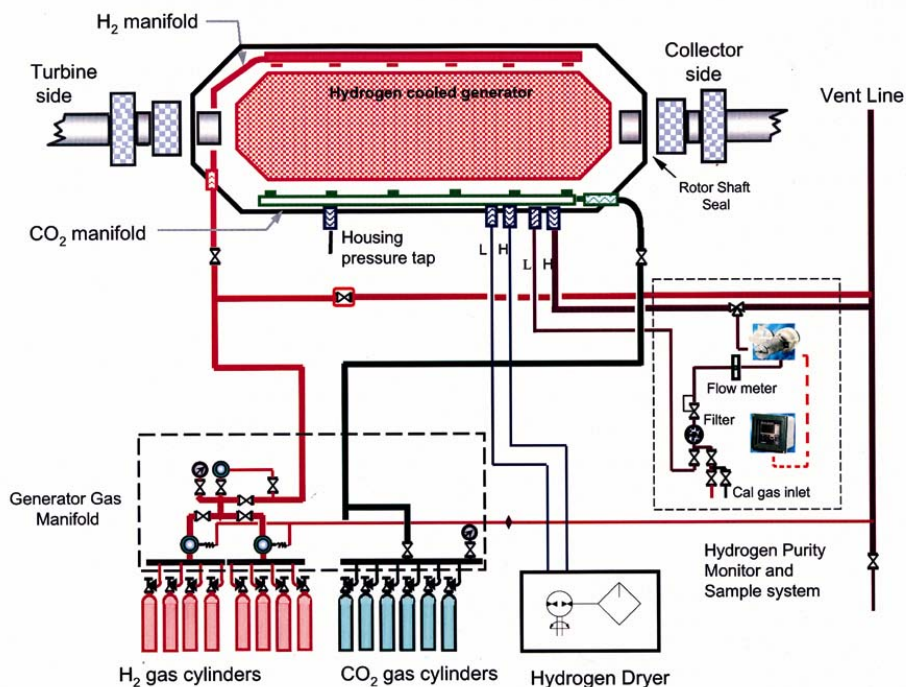 H₂ manifold
Turbine
side
Collector
side
Vent Line
Hydrogen cooled generator
Rotor Shaft
Seal
CO₂ manifold
Housing
pressure tap
L
H
L
H
Flow meter
Filter
Cal gas inlet
Generator Gas
Manifold
Hydrogen Purity
Monitor and
Sample system
H₂ gas cylinders
CO₂ gas cylinders
Hydrogen Dryer